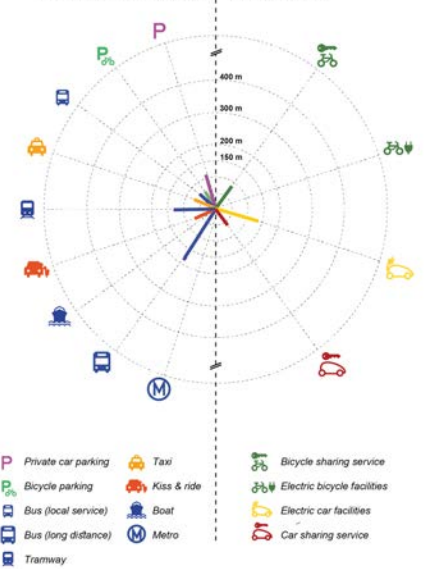 P
P
400 m
300 m
200 m
150 m
M
P Private car parking
Taxi
Bicycle sharing service
P Bicycle parking
Kiss & ride
Electric bicycle facilities
Bus (local service)
Boat
Electric car facilities
Bus (long distance)
M Metro
Car sharing service
Tramway